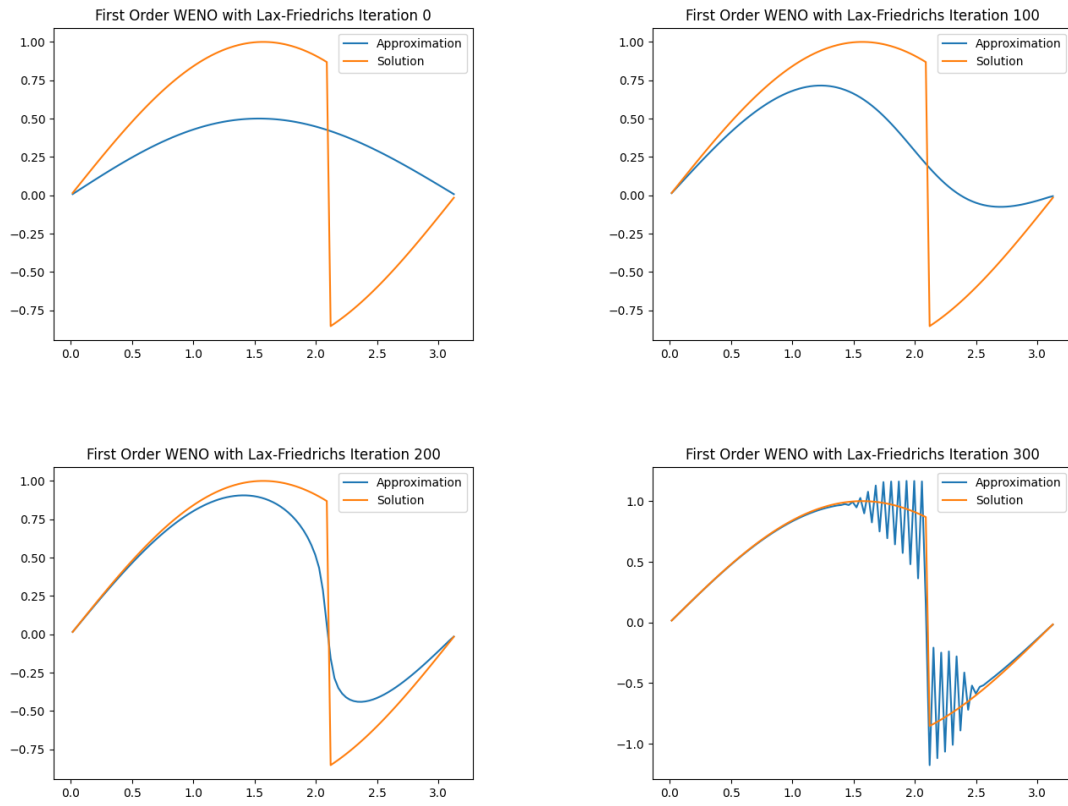 First Order WENO with Lax-Friedrichs Iteration 0
Approximation
Solution
1.00
0.75
0.50
0.25
0.00
−0.25
−0.50
−0.75
0.0 0.5 1.0 1.5 2.0 2.5 3.0
First Order WENO with Lax-Friedrichs Iteration 100
Approximation
Solution
1.00
0.75
0.50
0.25
0.00
−0.25
−0.50
−0.75
0.0 0.5 1.0 1.5 2.0 2.5 3.0
First Order WENO with Lax-Friedrichs Iteration 200
Approximation
Solution
1.00
0.75
0.50
0.25
0.00
−0.25
−0.50
−0.75
0.0 0.5 1.0 1.5 2.0 2.5 3.0
First Order WENO with Lax-Friedrichs Iteration 300
Approximation
Solution
1.0
0.5
0.0
−0.5
−1.0
0.0 0.5 1.0 1.5 2.0 2.5 3.0